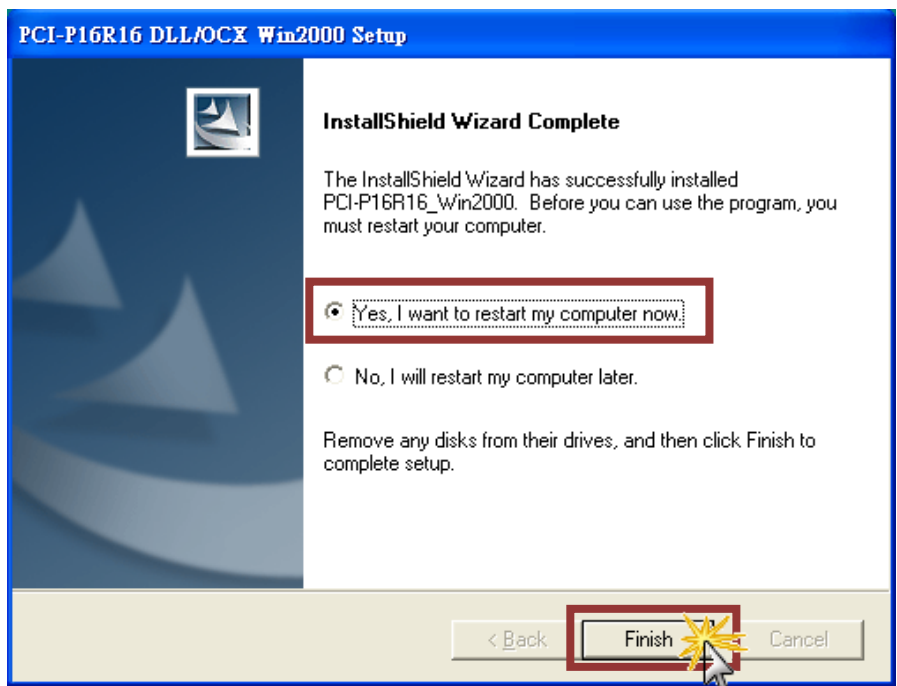 PCI-P16R16 DLL/OCX Win2000 Setup
InstallShield Wizard Complete
The InstallShield Wizard has successfully installed
PCI-P16R16_Win2000. Before you can use the program, you
must restart your computer.
Yes, I want to restart my computer now.
No, I will restart my computer later.
Remove any disks from their drives, and then click Finish to
complete setup.
< Back Finish Cancel